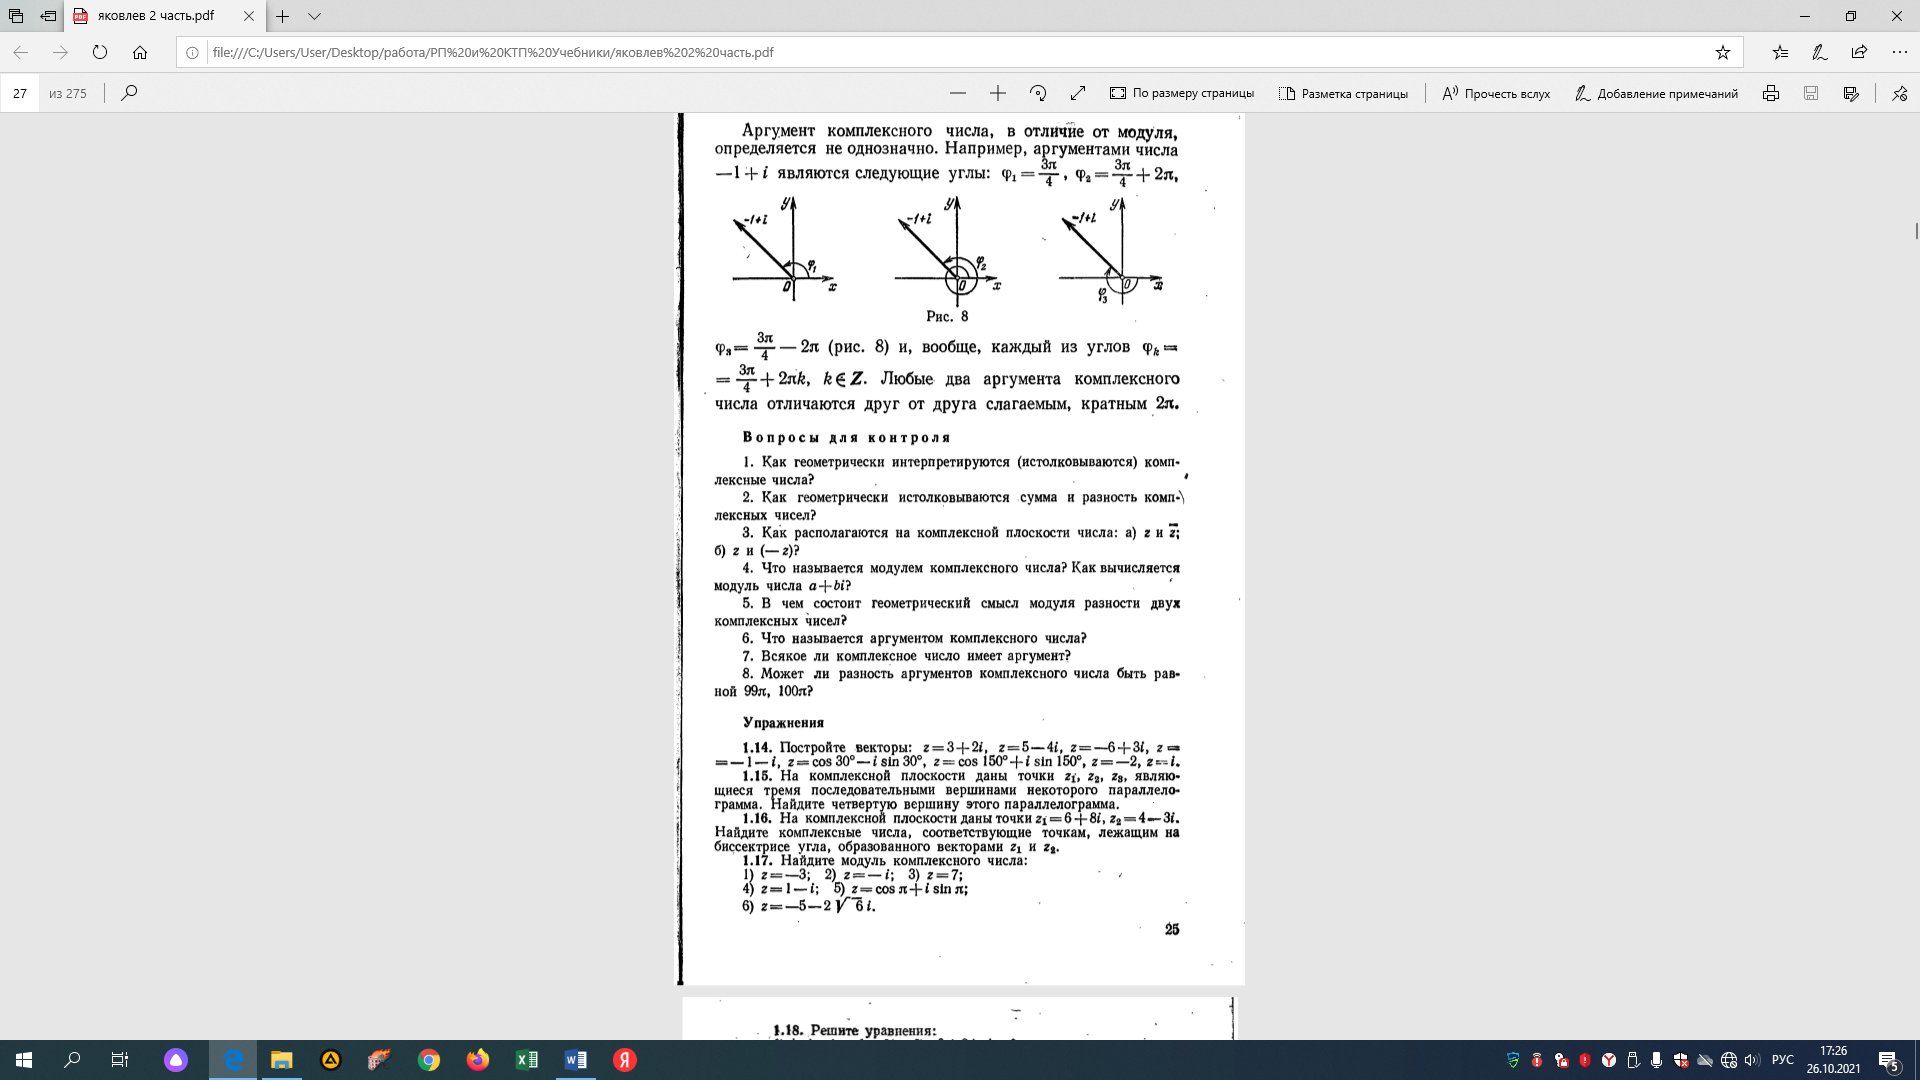 яковлев 2 часть.pdf
file:///C:/Users/User/Desktop/работа/РП%20и%20КТП%20Учебники/яковлев%202%20часть.pdf
27 из 275
По размеру страницы
Разметка страницы
Прочесть вслух
Добавление примечаний
Аргумент комплексного числа, в отличие от модуля,
определяется не однозначно. Например, аргументами числа
—1+i являются следующие углы: φ₁=3π/4, φ₂=3π/4+2π,
y
—1+i
φ₁
O
x
y
—1+i
φ₂
O
x
y
—1+i
φ₃
O
x
Рис. 8
φ₃=3π/4—2π (рис. 8) и, вообще, каждый из углов φₖ=
=3π/4+2πk, k∈Z. Любые два аргумента комплексного
числа отличаются друг от друга слагаемым, кратным 2π.
Вопросы для контроля
1. Как геометрически интерпретируются (истолковываются) комп-
лексные числа?
2. Как геометрически истолковываются сумма и разность комп-
лексных чисел?
3. Как располагаются на комплексной плоскости числа: а) z и z̄;
б) z и (—z)?
4. Что называется модулем комплексного числа? Как вычисляется
модуль числа a+bi?
5. В чем состоит геометрический смысл модуля разности двух
комплексных чисел?
6. Что называется аргументом комплексного числа?
7. Всякое ли комплексное число имеет аргумент?
8. Может ли разность аргументов комплексного числа быть рав-
ной 99π, 100π?
Упражнения
1.14. Постройте векторы: z=3+2i, z=5—4i, z=—6+3i, z=
=—1—i, z=cos 30°—i sin 30°, z=cos 150°+i sin 150°, z=—2, z=i.
1.15. На комплексной плоскости даны точки z₁, z₂, z₃, являю-
щиеся тремя последовательными вершинами некоторого параллело-
грамма. Найдите четвертую вершину этого параллелограмма.
1.16. На комплексной плоскости даны точки z₁=6+8i, z₂=4—3i.
Найдите комплексные числа, соответствующие точкам, лежащим на
биссектрисе угла, образованного векторами z₁ и z₂.
1.17. Найдите модуль комплексного числа:
1) z=—3; 2) z=—i; 3) z=7;
4) z=1—i; 5) z=cos π+i sin π;
6) z=—5—2√6 i.
25
1.18. Решите уравнения:
РУС
17:26
26.10.2021
5